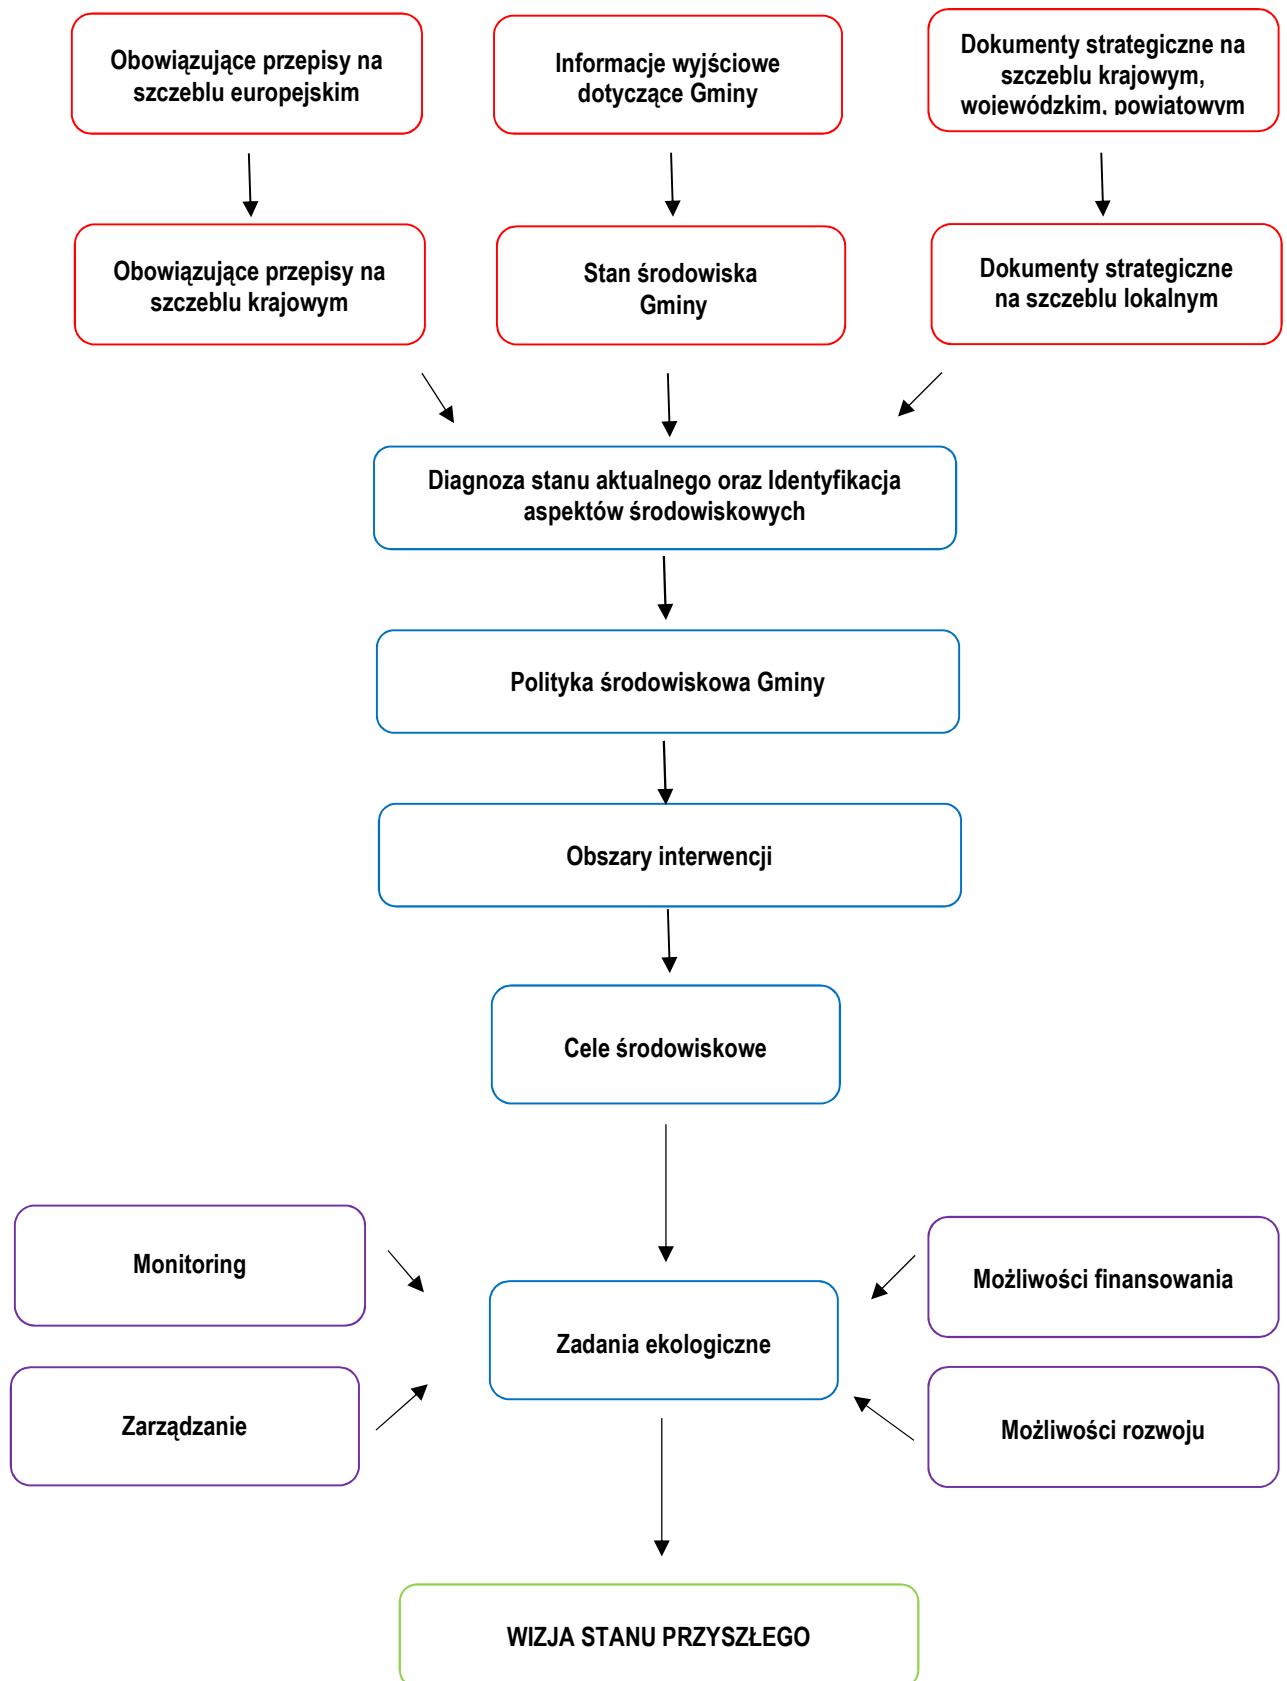 Obowiązujące przepisy na
szczeblu europejskim
Informacje wyjściowe
dotyczące Gminy
Dokumenty strategiczne na
szczeblu krajowym,
wojewódzkim, powiatowym
Obowiązujące przepisy na
szczeblu krajowym
Stan środowiska
Gminy
Dokumenty strategiczne
na szczeblu lokalnym
Diagnoza stanu aktualnego oraz Identyfikacja
aspektów środowiskowych
Polityka środowiskowa Gminy
Obszary interwencji
Cele środowiskowe
Monitoring
Możliwości finansowania
Zadania ekologiczne
Zarządzanie
Możliwości rozwoju
WIZJA STANU PRZYSZŁEGO